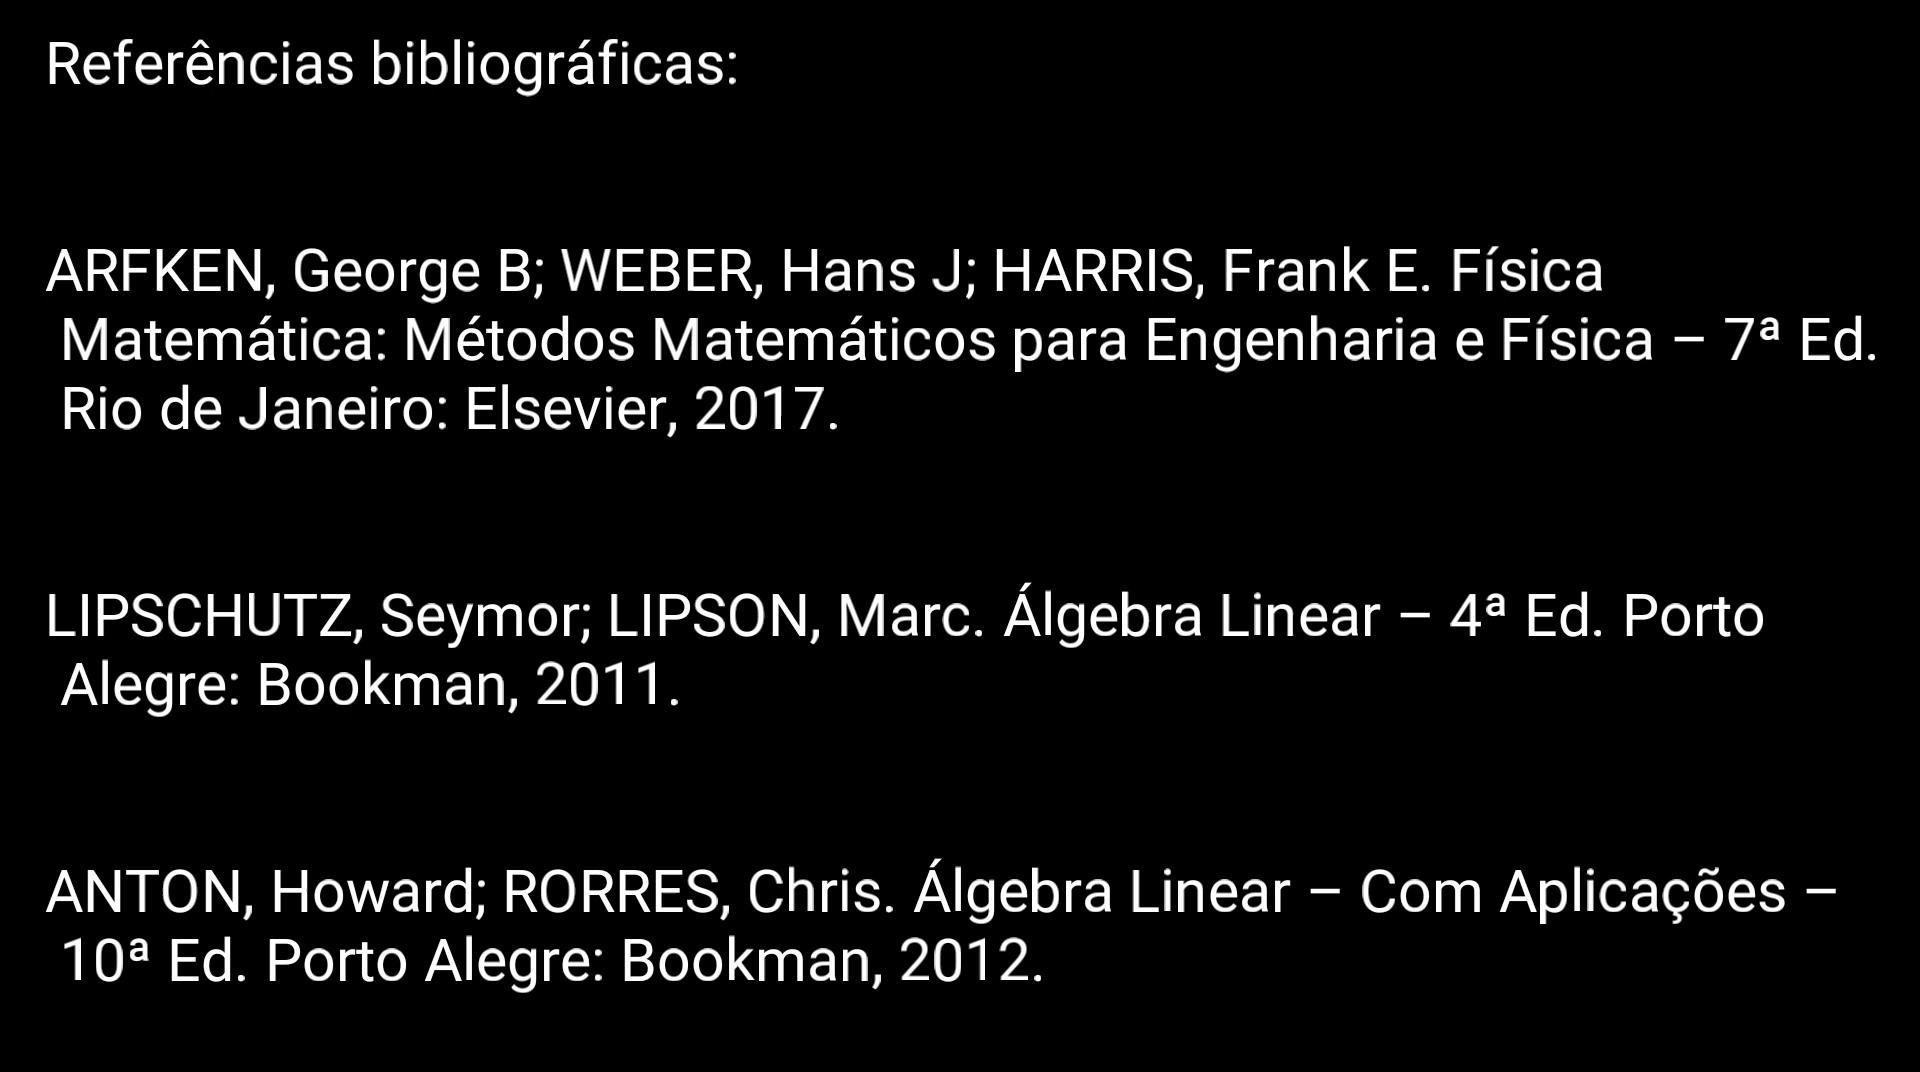 Referências bibliográficas:
ARFKEN, George B; WEBER, Hans J; HARRIS, Frank E. Física
Matemática: Métodos Matemáticos para Engenharia e Física – 7ª Ed.
Rio de Janeiro: Elsevier, 2017.
LIPSCHUTZ, Seymor; LIPSON, Marc. Álgebra Linear – 4ª Ed. Porto
Alegre: Bookman, 2011.
ANTON, Howard; RORRES, Chris. Álgebra Linear – Com Aplicações –
10ª Ed. Porto Alegre: Bookman, 2012.